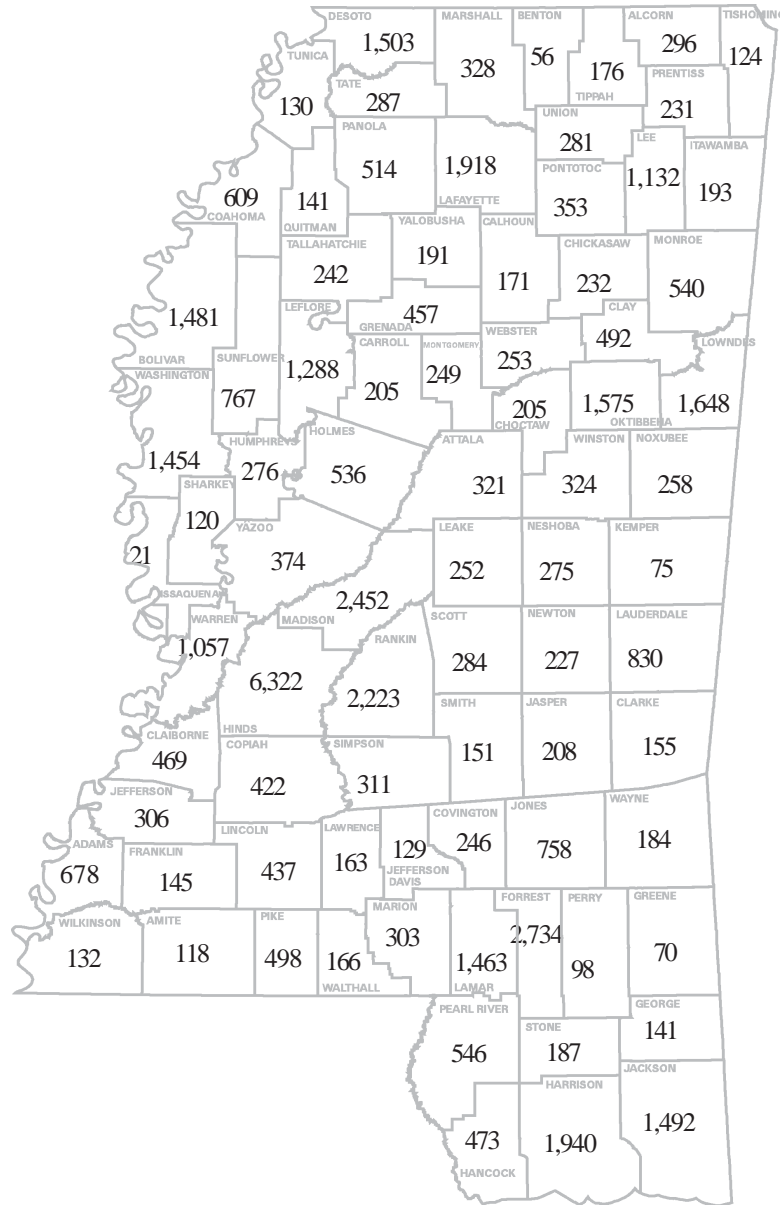 DESOTO
1,503
MARSHALL
328
BENTON
56
176
TIPPAH
ALCORN
296
TISHOMING
124
PRENTISS
231
TUNICA
130
TATE
287
UNION
281
LEE
1,132
ITAWAMBA
193
PANOLA
514
1,918
LAFAYETTE
PONTOTOC
353
609
COAHOMA
141
QUITMAN
TALLAHATCHIE
242
YALOBUSHA
191
CALHOUN
171
CHICKASAW
232
MONROE
540
1,481
BOLIVAR
LEFLORE
1,288
457
GRENADA
CLAY
492
SUNFLOWER
767
CARROLL
205
MONTGOMERY
249
WEBSTER
253
LOWNDES
1,648
WASHINGTON
1,454
205
CHOCTAW
1,575
OKTIBBEHA
HUMPHREYS
276
HOLMES
536
ATTALA
321
WINSTON
324
NOXUBEE
258
SHARKEY
120
YAZOO
374
LEAKE
252
NESHOBA
275
KEMPER
75
21
ISSAQUENA
WARREN
1,057
2,452
MADISON
RANKIN
2,223
SCOTT
284
NEWTON
227
LAUDERDALE
830
6,322
HINDS
SMITH
151
JASPER
208
CLARKE
155
CLAIBORNE
469
COPIAH
422
SIMPSON
311
JEFFERSON
306
LINCOLN
437
LAWRENCE
163
129
JEFFERSON
DAVIS
COVINGTON
246
JONES
758
WAYNE
184
ADAMS
678
FRANKLIN
145
WILKINSON
132
AMITE
118
PIKE
498
166
WALTHALL
MARION
303
1,463
LAMAR
FORREST
2,734
PERRY
98
GREENE
70
PEARL RIVER
546
STONE
187
GEORGE
141
473
HANCOCK
HARRISON
1,940
JACKSON
1,492